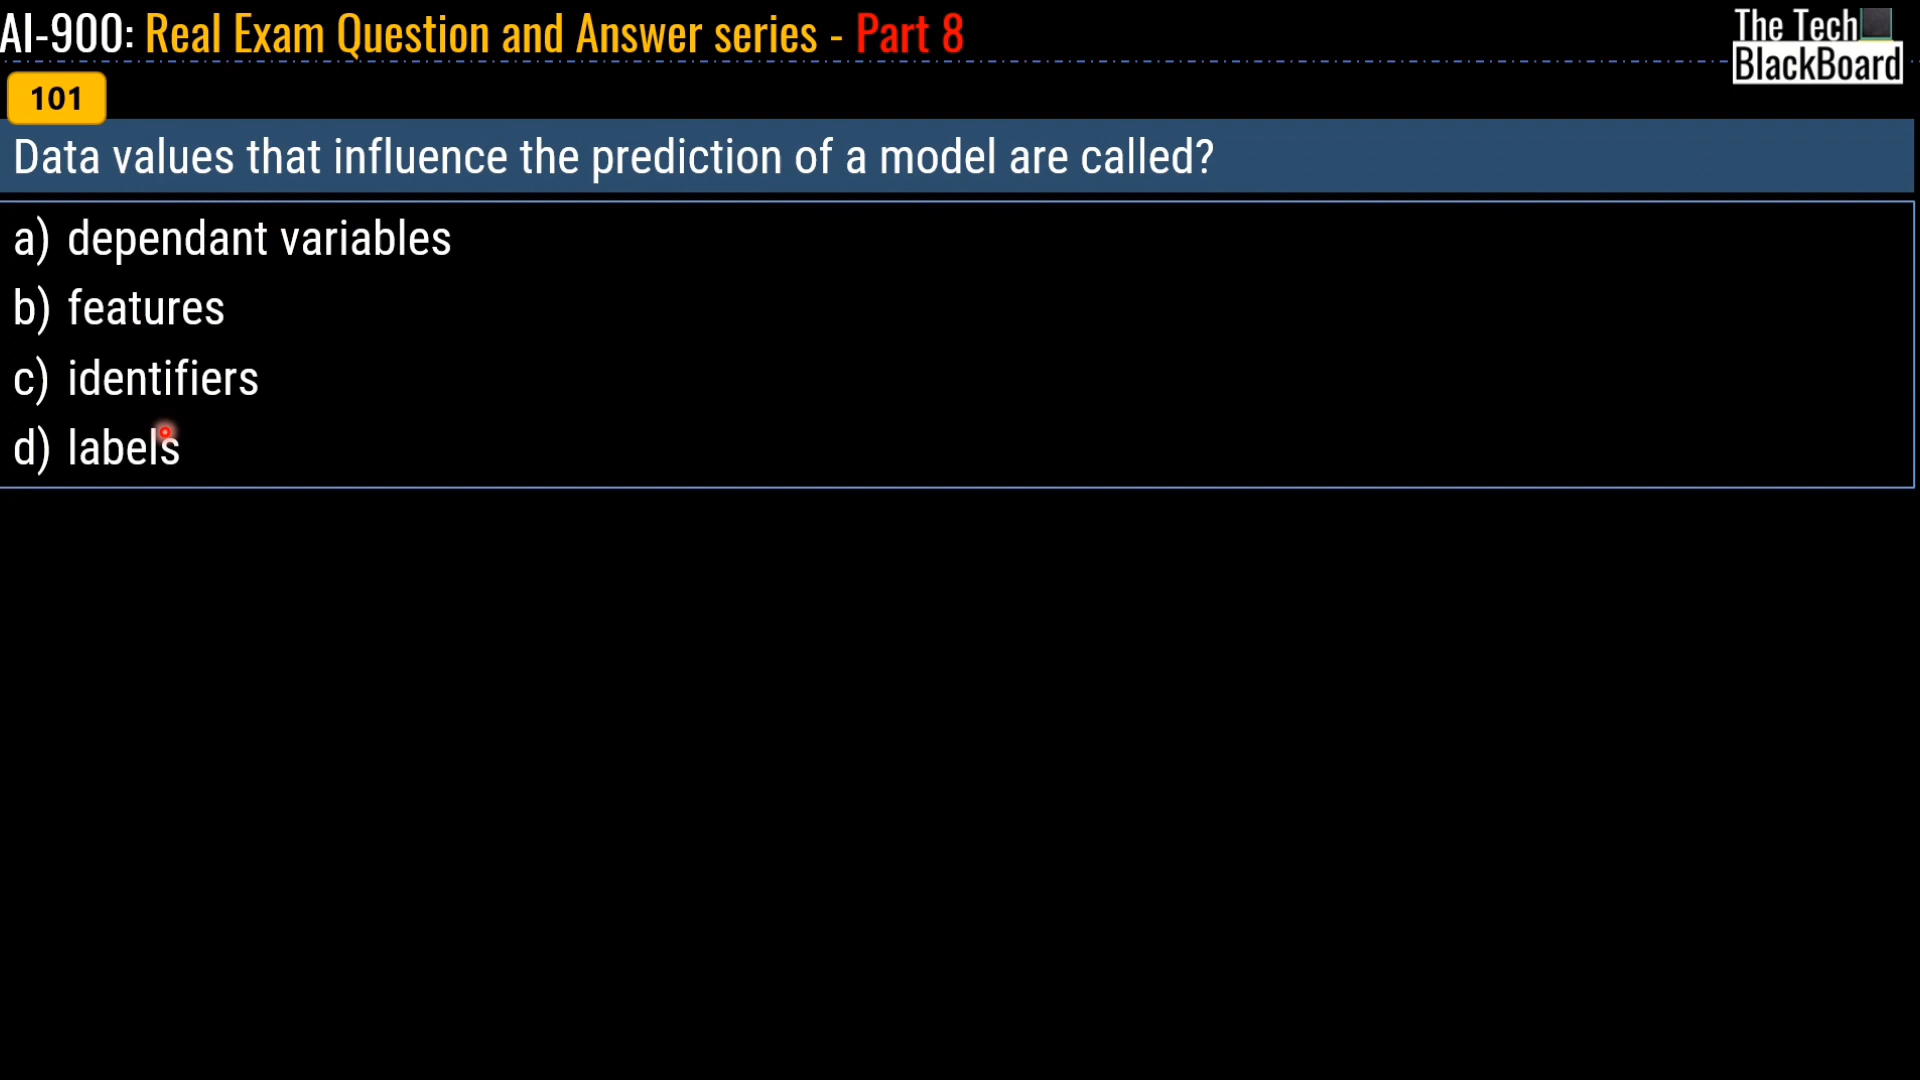 AI-900: Real Exam Question and Answer series - Part 8
The Tech
BlackBoard
101
Data values that influence the prediction of a model are called?
a) dependant variables
b) features
c) identifiers
d) labels